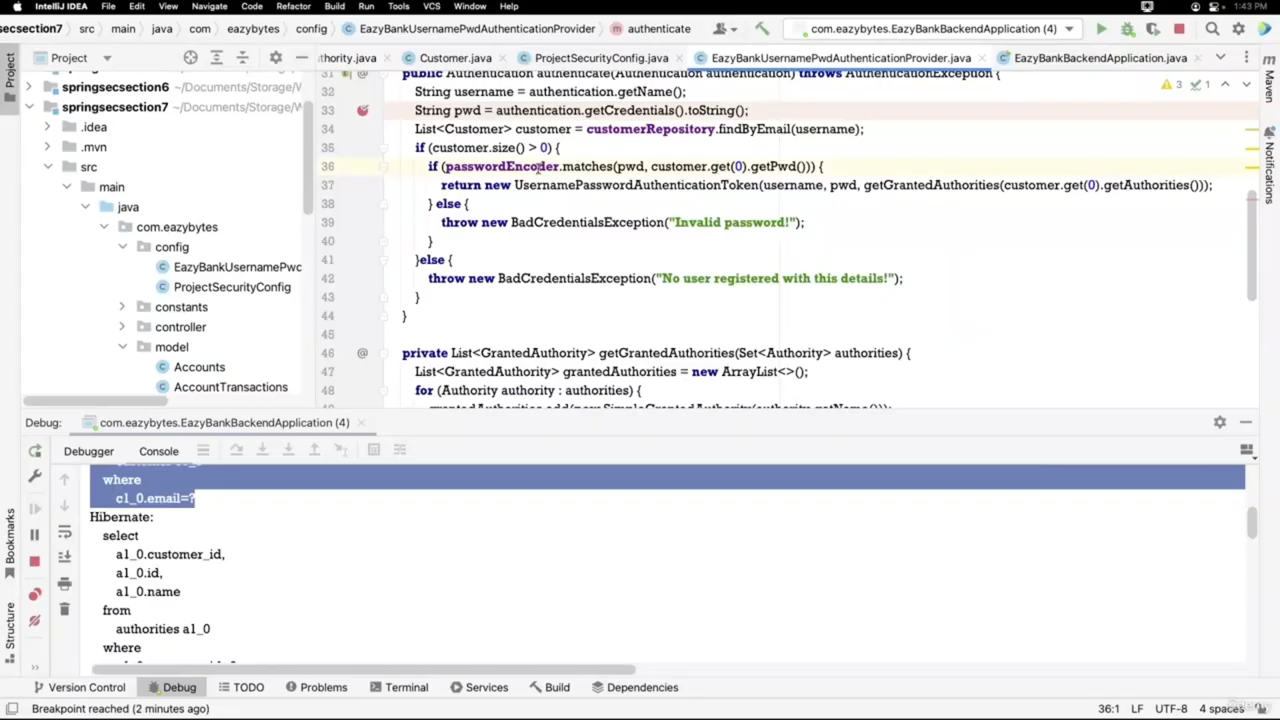 IntelliJ IDEA File Edit View Navigate Code Refactor Build Run Tools VCS Window Help 1:43 PM
secsection7 src main java com eazybytes config EazyBankUsernamePwdAuthenticationProvider authenticate com.eazybytes.EazyBankBackendApplication (4)
Project thority.java Customer.java ProjectSecurityConfig.java EazyBankUsernamePwdAuthenticationProvider.java EazyBankBackendApplication.java
springsecsection6 ~/Documents/Storage/W
springsecsection7 ~/Documents/Storage/W
.idea
.mvn
src
main
java
com.eazybytes
config
EazyBankUsernamePwd
ProjectSecurityConfig
constants
controller
model
Accounts
AccountTransactions
31 public Authentication authenticate(Authentication authentication) throws AuthenticationException {
32 String username = authentication.getName();
33 String pwd = authentication.getCredentials().toString();
34 List<Customer> customer = customerRepository.findByEmail(username);
35 if (customer.size() > 0) {
36 if (passwordEncoder.matches(pwd, customer.get(0).getPwd())) {
37 return new UsernamePasswordAuthenticationToken(username, pwd, getGrantedAuthorities(customer.get(0).getAuthorities()));
38 } else {
39 throw new BadCredentialsException("Invalid password!");
40 }
41 }else {
42 throw new BadCredentialsException("No user registered with this details!");
43 }
44 }
45
46 private List<GrantedAuthority> getGrantedAuthorities(Set<Authority> authorities) {
47 List<GrantedAuthority> grantedAuthorities = new ArrayList<>();
48 for (Authority authority : authorities) {
3 1
Project
Bookmarks
Structure
Maven
Notifications
Debug: com.eazybytes.EazyBankBackendApplication (4)
Debugger Console
where
c1_0.email=?
Hibernate:
select
a1_0.customer_id,
a1_0.id,
a1_0.name
from
authorities a1_0
where
Version Control Debug TODO Problems Terminal Services Build Dependencies
Breakpoint reached (2 minutes ago) 36:1 LF UTF-8 4 spaces